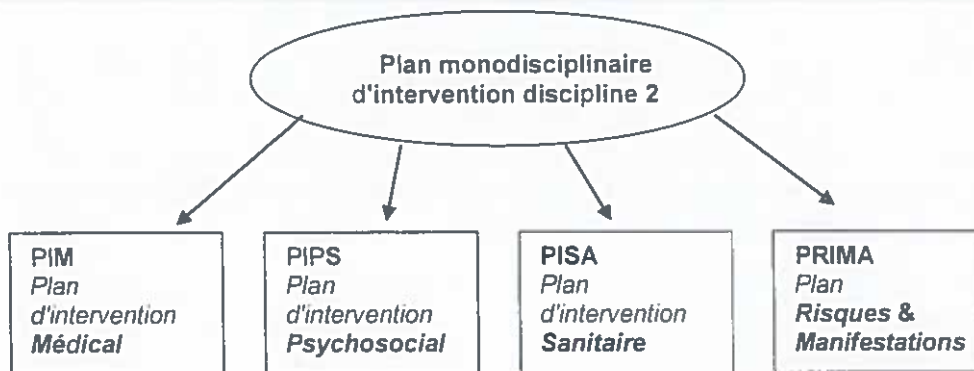 Plan monodisciplinaire
d'intervention discipline 2
PIM
Plan
d'intervention
Médical
PIPS
Plan
d'intervention
Psychosocial
PISA
Plan
d'intervention
Sanitaire
PRIMA
Plan
Risques &
Manifestations